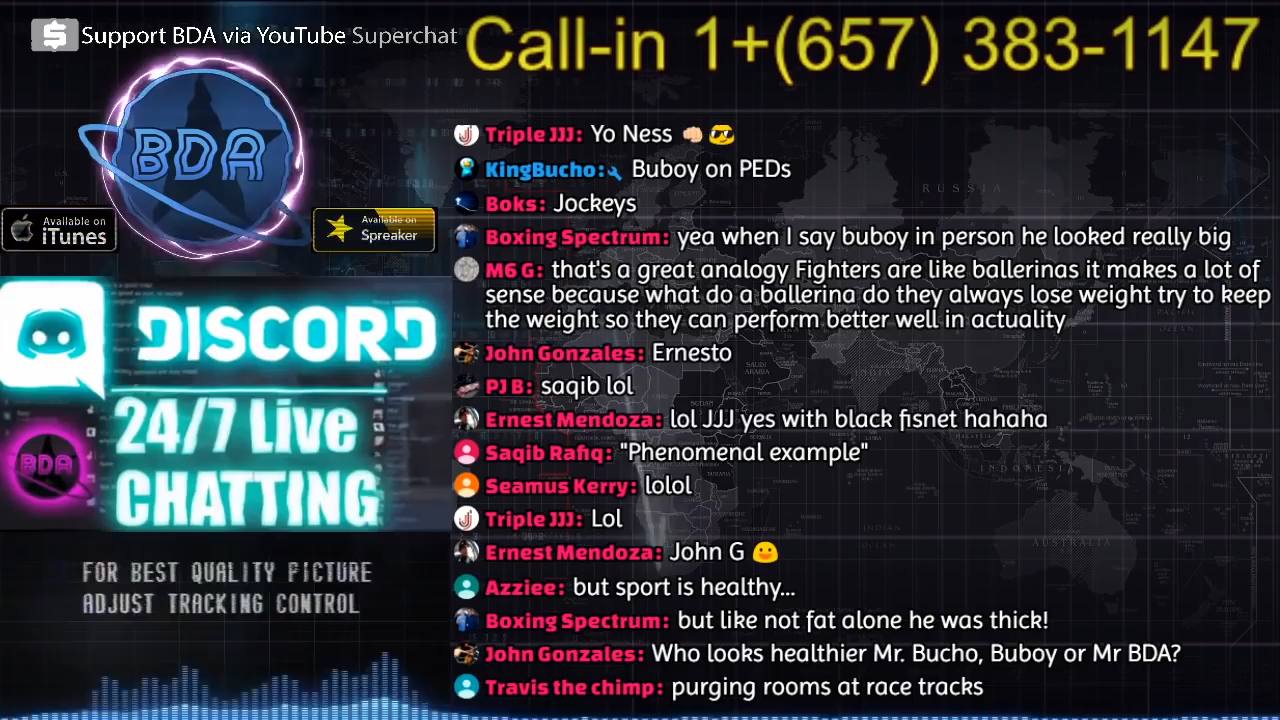 Support BDA via YouTube Superchat
Call-in 1+(657) 383-1147
BDA
Available on
iTunes
Available on
Spreaker
DISCORD
24/7 Live
CHATTING
BDA
FOR BEST QUALITY PICTURE
ADJUST TRACKING CONTROL
Triple JJJ: Yo Ness 👊🏻 😎
KingBucho:🔧 Buboy on PEDs
Boks: Jockeys
Boxing Spectrum: yea when I say buboy in person he looked really big
M6 G: that's a great analogy Fighters are like ballerinas it makes a lot of
sense because what do a ballerina do they always lose weight try to keep
the weight so they can perform better well in actuality
John Gonzales: Ernesto
PJ B: saqib lol
Ernest Mendoza: lol JJJ yes with black fisnet hahaha
Saqib Rafiq: "Phenomenal example"
Seamus Kerry: lolol
Triple JJJ: Lol
Ernest Mendoza: John G 😛
Azziee: but sport is healthy...
Boxing Spectrum: but like not fat alone he was thick!
John Gonzales: Who looks healthier Mr. Bucho, Buboy or Mr BDA?
Travis the chimp: purging rooms at race tracks
RUSSIA
SAUDI
ARABIA
SUDAN
INDONESIA
INDIAN
AUSTRALIA